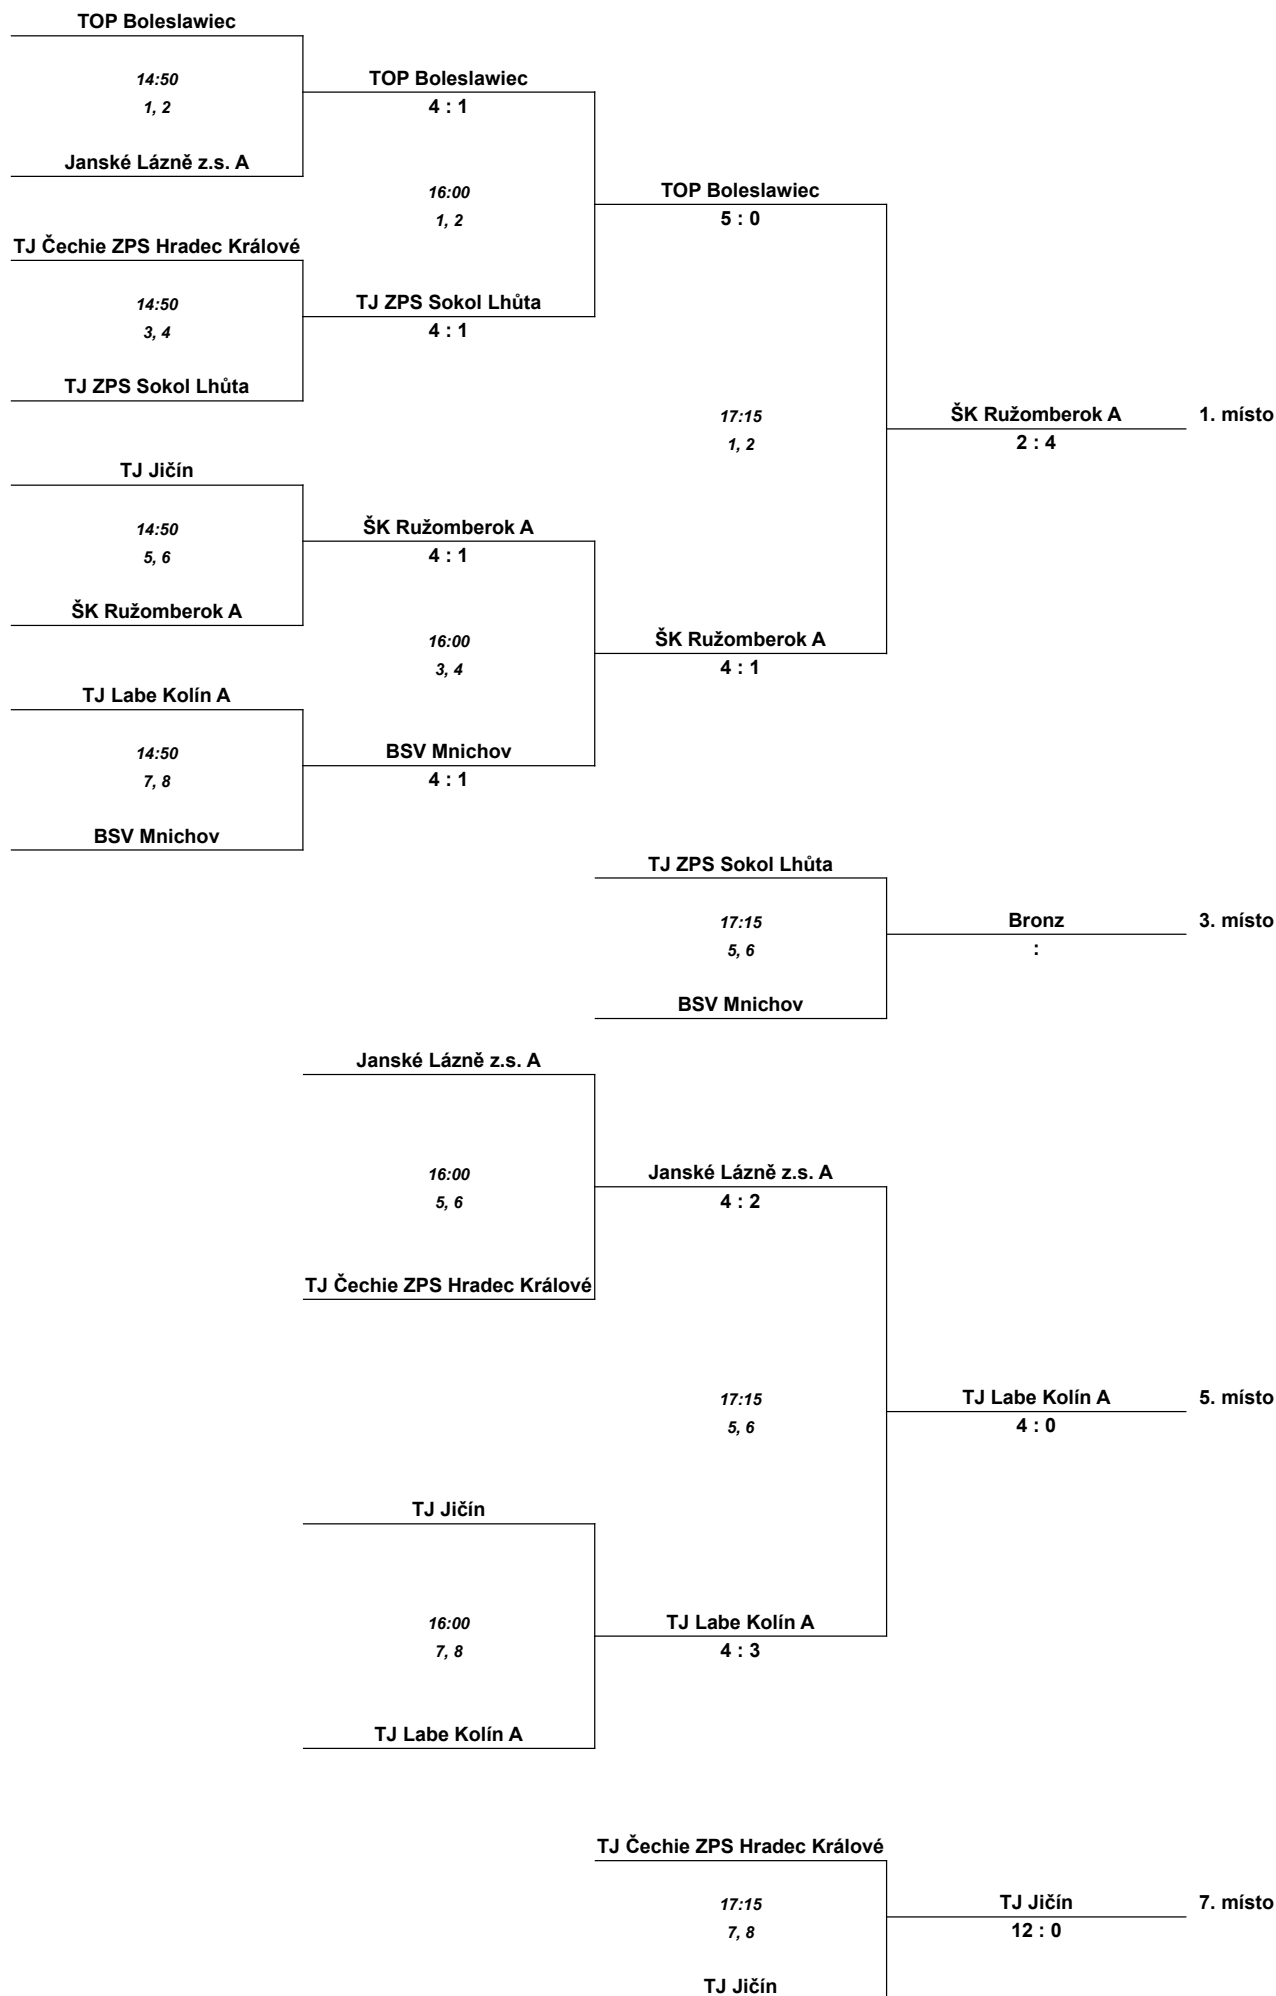 TOP Boleslawiec
14:50
TOP Boleslawiec
1, 2
4 : 1
Janské Lázně z.s. A
16:00
TOP Boleslawiec
1, 2
5 : 0
TJ Čechie ZPS Hradec Králové
14:50
TJ ZPS Sokol Lhůta
3, 4
4 : 1
TJ ZPS Sokol Lhůta
17:15
ŠK Ružomberok A
1. místo
1, 2
2 : 4
TJ Jičín
14:50
ŠK Ružomberok A
5, 6
4 : 1
ŠK Ružomberok A
16:00
ŠK Ružomberok A
3, 4
4 : 1
TJ Labe Kolín A
14:50
BSV Mnichov
7, 8
4 : 1
BSV Mnichov
TJ ZPS Sokol Lhůta
17:15
Bronz
3. místo
5, 6
:
BSV Mnichov
Janské Lázně z.s. A
16:00
Janské Lázně z.s. A
5, 6
4 : 2
TJ Čechie ZPS Hradec Králové
17:15
TJ Labe Kolín A
5. místo
5, 6
4 : 0
TJ Jičín
16:00
TJ Labe Kolín A
7, 8
4 : 3
TJ Labe Kolín A
TJ Čechie ZPS Hradec Králové
17:15
TJ Jičín
7. místo
7, 8
12 : 0
TJ Jičín